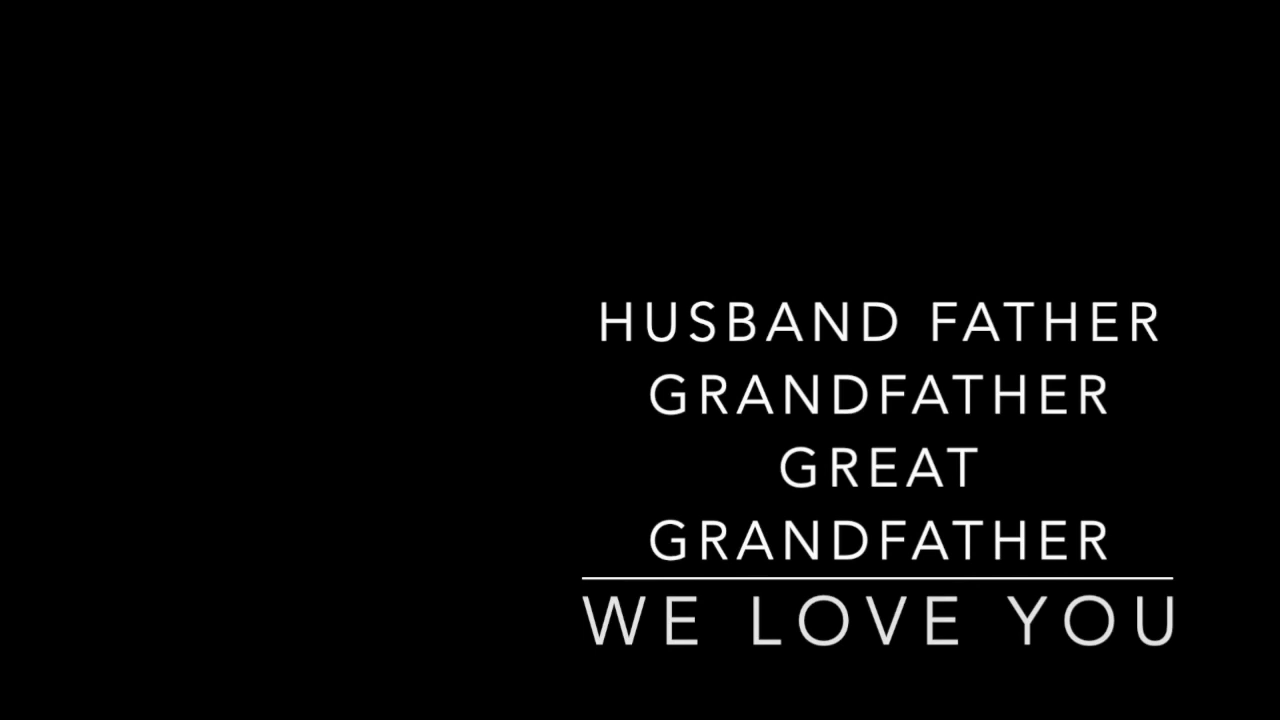 HUSBAND FATHER
GRANDFATHER
GREAT
GRANDFATHER
WE LOVE YOU